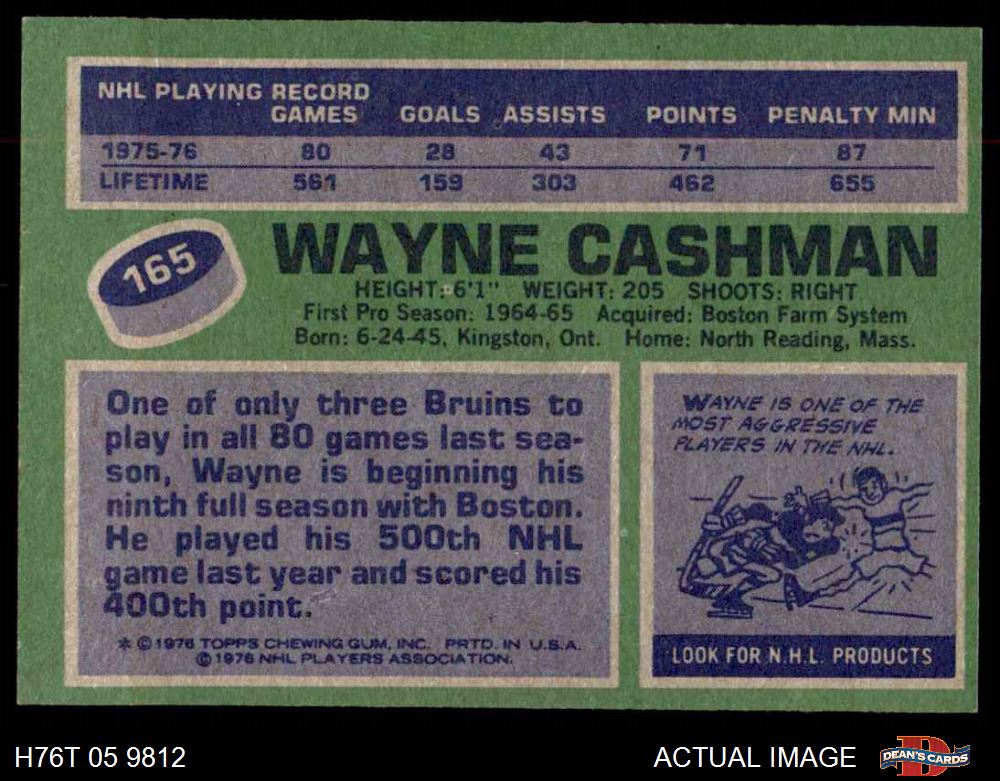 NHL PLAYING RECORD
GAMES GOALS ASSISTS POINTS PENALTY MIN
1975-76 80 28 43 71 87
LIFETIME 561 159 303 462 655
165
WAYNE CASHMAN
HEIGHT: 6'1" WEIGHT: 205 SHOOTS: RIGHT
First Pro Season: 1964-65 Acquired: Boston Farm System
Born: 6-24-45, Kingston, Ont. Home: North Reading, Mass.
One of only three Bruins to
play in all 80 games last sea-
son, Wayne is beginning his
ninth full season with Boston.
He played his 500th NHL
game last year and scored his
400th point.
* © 1976 TOPPS CHEWING GUM, INC. PRTD. IN U.S.A.
© 1976 NHL PLAYERS ASSOCIATION.
WAYNE IS ONE OF THE
MOST AGGRESSIVE
PLAYERS IN THE NHL.
LOOK FOR N.H.L. PRODUCTS
H76T 05 9812 ACTUAL IMAGE
D
DEAN'S CARDS